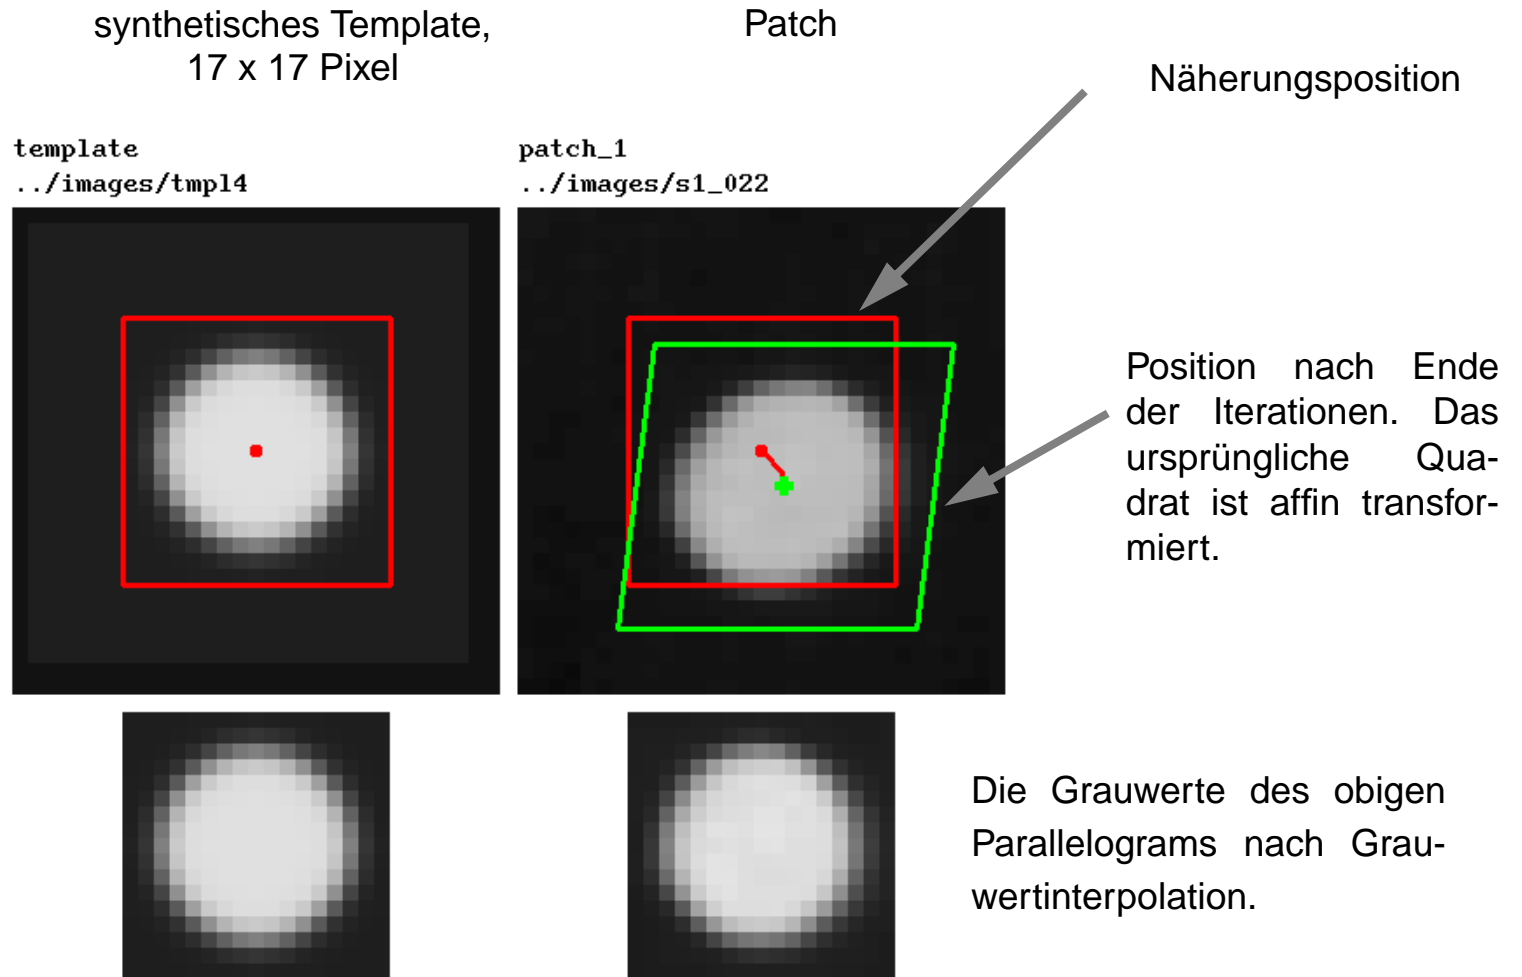 synthetisches Template,
17 x 17 Pixel
Patch
Näherungsposition
template
../images/tmpl4
patch_1
../images/s1_022
Position nach Ende
der Iterationen. Das
ursprüngliche Qua-
drat ist affin transfor-
miert.
Die Grauwerte des obigen
Parallelograms nach Grau-
wertinterpolation.